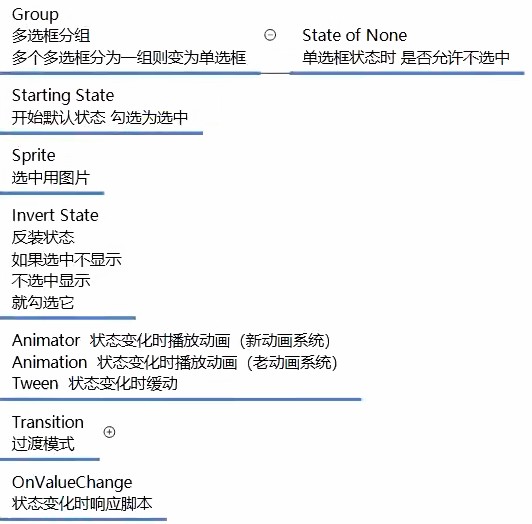 Group
多选框分组
多个多选框分为一组则变为单选框
State of None
单选框状态时 是否允许不选中
Starting State
开始默认状态 勾选为选中
Sprite
选中用图片
Invert State
反装状态
如果选中不显示
不选中显示
就勾选它
Animator 状态变化时播放动画（新动画系统）
Animation 状态变化时播放动画（老动画系统）
Tween 状态变化时缓动
Transition
过渡模式
OnValueChange
状态变化时响应脚本